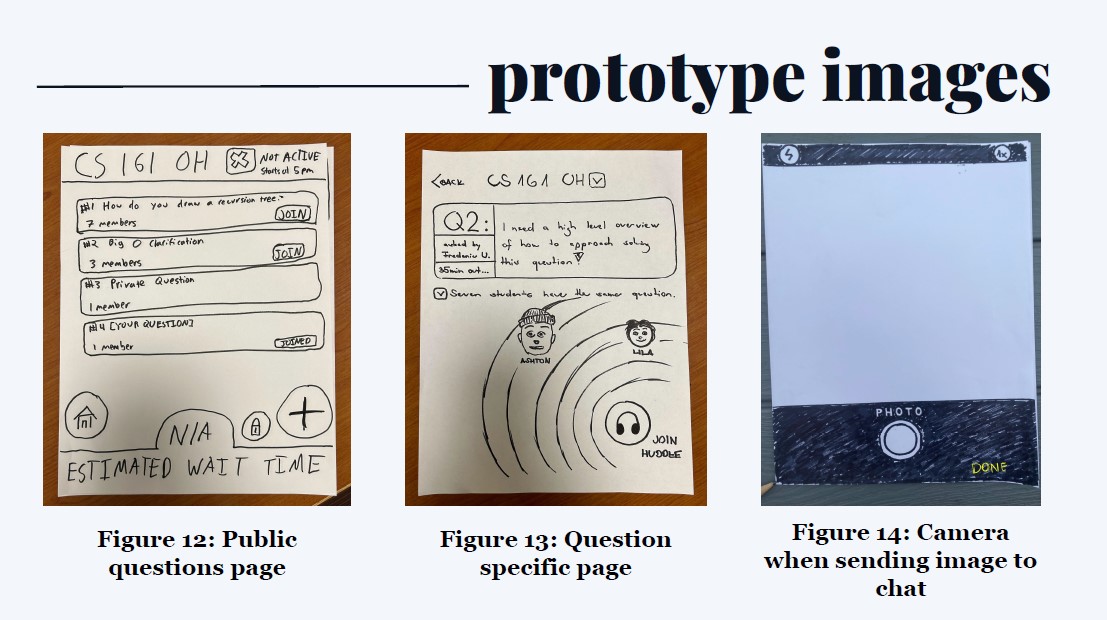 prototype images
CS 161 OH
NOT ACTIVE
Starts at 5 pm
#1 How do you draw a recursion tree?
7 members
JOIN
#2 Big O Clarification
3 members
JOIN
#3 Private Question
1 member
#4 [YOUR QUESTION]
1 member
JOINED
N/A
ESTIMATED WAIT TIME
Figure 12: Public
questions page
<BACK
CS 161 OH
Q2:
asked by
Frederic U.
35min ago...
I need a high level overview
of how to approach solving
this question
Seven students have the same question.
ASHTON
LILA
JOIN
HUDDLE
Figure 13: Question
specific page
1x
PHOTO
DONE
Figure 14: Camera
when sending image to
chat